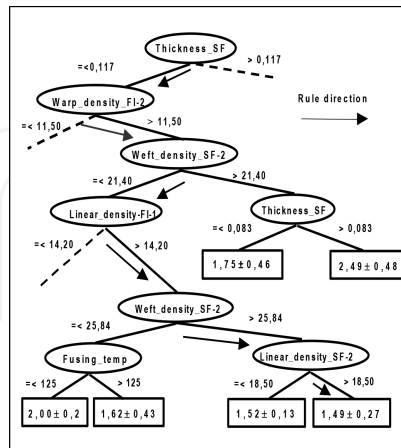 Thickness_SF
=<0,117
> 0,117
Warp_density_FI-2
Rule direction
=< 11,50
> 11,50
Weft_density_SF-2
=< 21,40
> 21,40
Linear_density-FI-1
Thickness_SF
=< 14,20
> 14,20
=< 0,083
> 0,083
1,75±0,46
2,49±0,48
Weft_density_SF-2
=< 25,84
> 25,84
Fusing_temp
Linear_density_SF-2
=< 125
> 125
=< 18,50
> 18,50
2,00±0,2
1,62±0,43
1,52±0,13
1,49±0,27